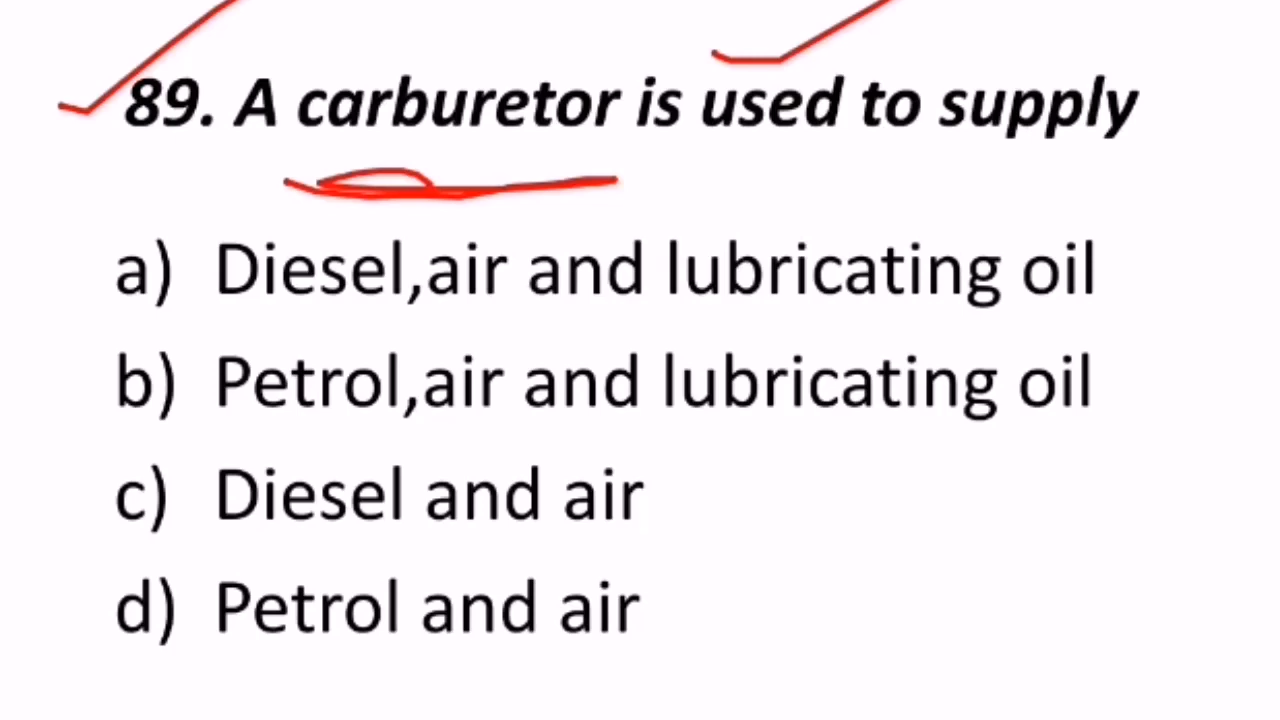 89. A carburetor is used to supply
a) Diesel,air and lubricating oil
b) Petrol,air and lubricating oil
c) Diesel and air
d) Petrol and air